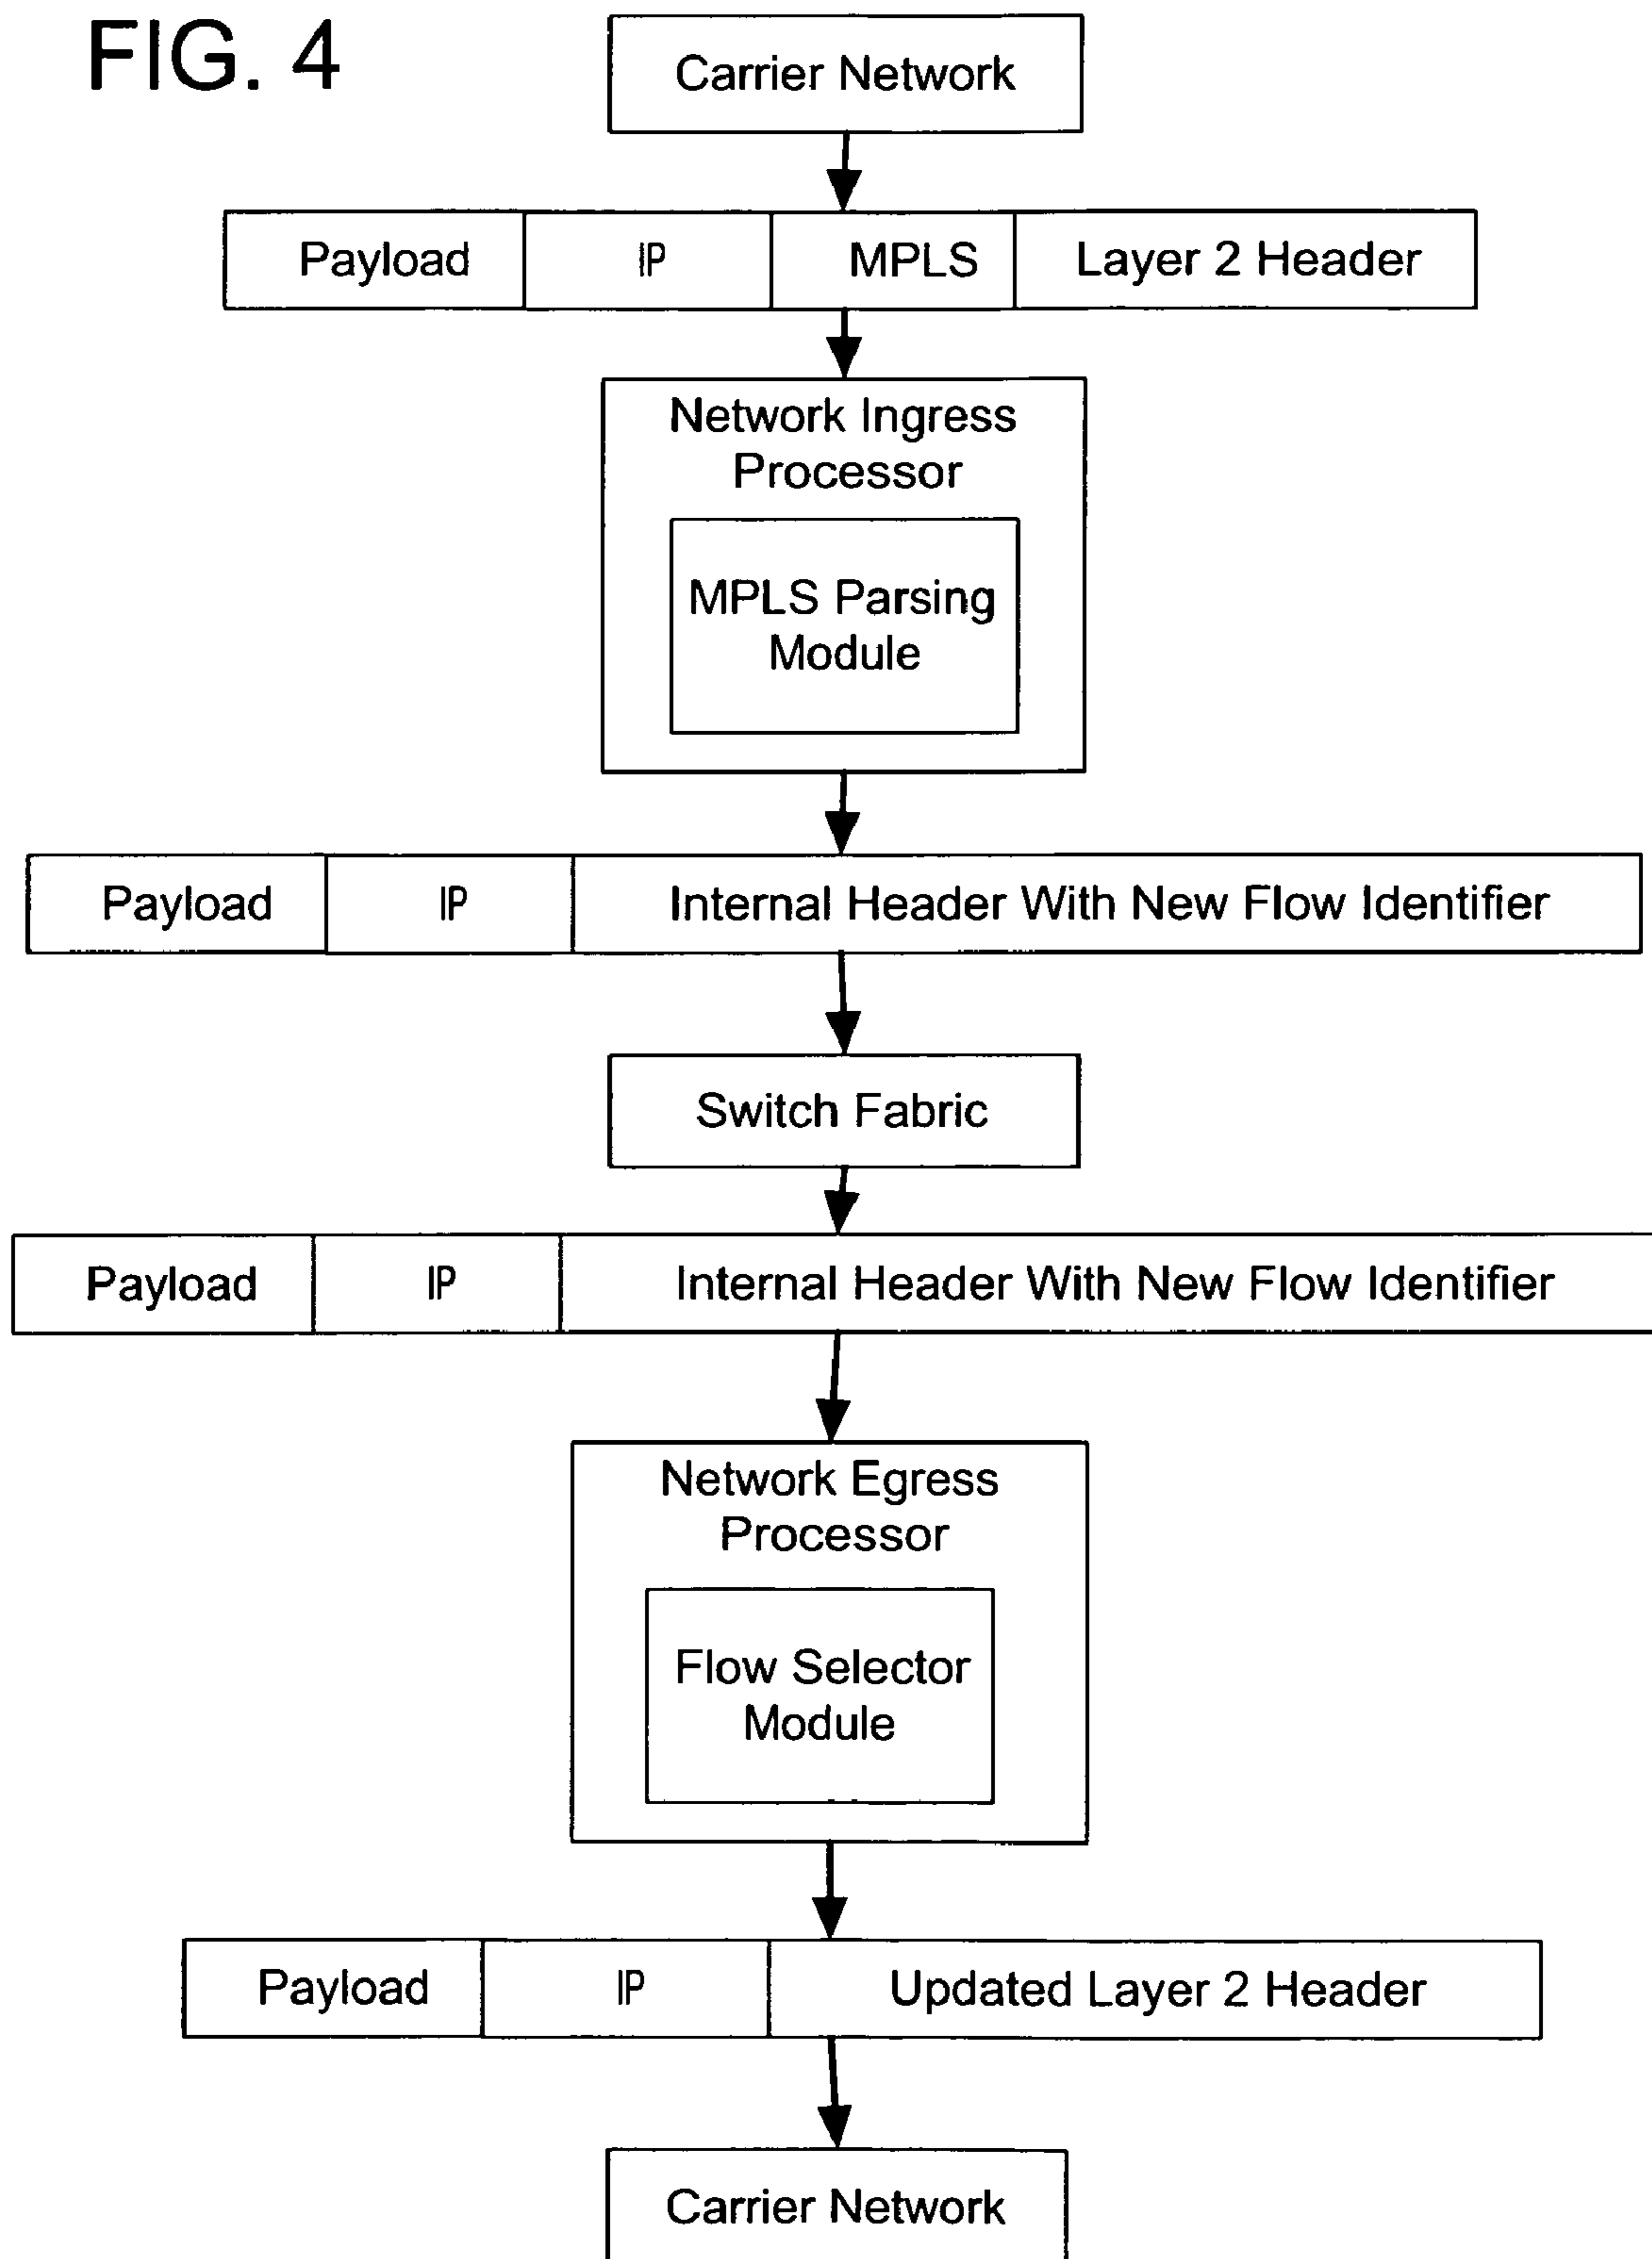 FIG. 4
Carrier Network
Payload IP MPLS Layer 2 Header
Network Ingress
Processor
MPLS Parsing
Module
Payload IP Internal Header With New Flow Identifier
Switch Fabric
Payload IP Internal Header With New Flow Identifier
Network Egress
Processor
Flow Selector
Module
Payload IP Updated Layer 2 Header
Carrier Network